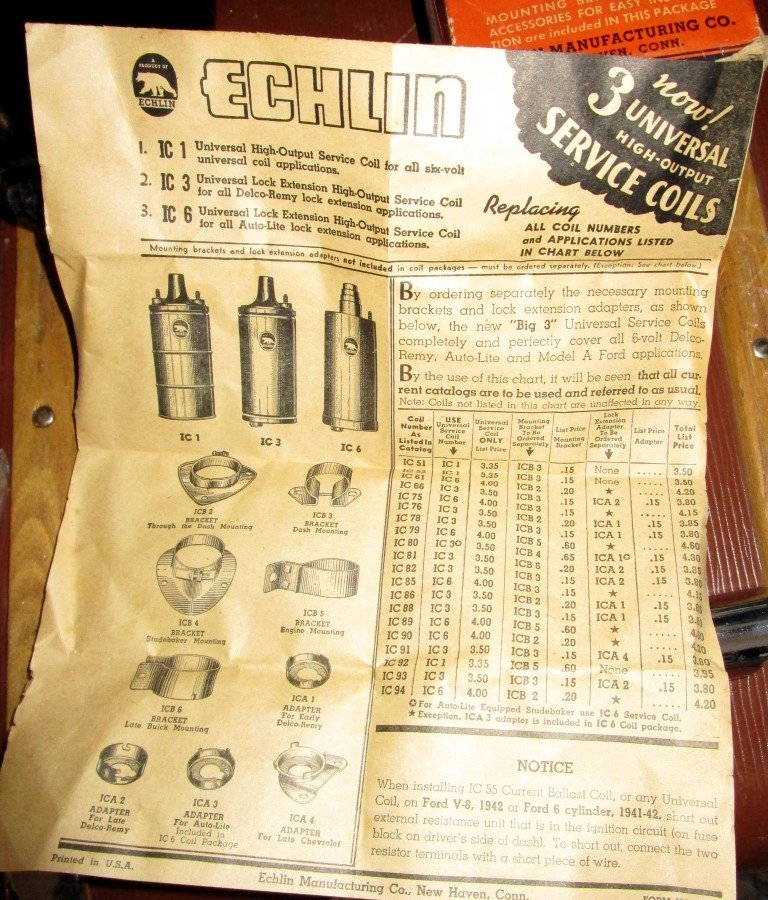 MOUNTING
ACCESSORIES FOR EASY
TION are included in THIS PACKAGE
MANUFACTURING CO.
HAVEN, CONN.
A PRODUCT OF ECHLIN
ECHLIN
now!
3 UNIVERSAL
HIGH-OUTPUT
SERVICE COILS
1. IC 1 Universal High-Output Service Coil for all six-volt
universal coil applications.
2. IC 3 Universal Lock Extension High-Output Service Coil
for all Delco-Remy lock extension applications.
3. IC 6 Universal Lock Extension High-Output Service Coil
for all Auto-Lite lock extension applications.
Replacing
ALL COIL NUMBERS
and APPLICATIONS LISTED
IN CHART BELOW
Mounting brackets and lock extension adapters not included in coil packages — must be ordered separately. (Exception: See chart below.)
IC 1 IC 3 IC 6
ICB 2
BRACKET
Through the Dash Mounting
ICB 3
BRACKET
Dash Mounting
ICB 4
BRACKET
Studebaker Mounting
ICB 5
BRACKET
Engine Mounting
ICB 6
BRACKET
Late Buick Mounting
ICA 1
ADAPTER
For Early
Delco-Remy
ICA 2
ADAPTER
For Late
Delco-Remy
ICA 3
ADAPTER
For Auto-Lite
Included in
IC 6 Coil Package
ICA 4
ADAPTER
For Late Chevrolet
By ordering separately the necessary mounting
brackets and lock extension adapters, as shown
below, the new "Big 3" Universal Service Coils
completely and perfectly cover all 6-volt Delco-
Remy, Auto-Lite and Model A Ford applications.
By the use of this chart, it will be seen that all cur-
rent catalogs are to be used and referred to as usual.
Note: Coils not listed in this chart are unaffected in any way.
Coil Number As Listed In Catalog | USE Universal Service Coil Number | Universal Service Coil ONLY List Price | Mounting Bracket To Be Ordered Separately | List Price Mounting Bracket | Lock Extension Adapter To Be Ordered Separately | List Price Adapter | Total List Price
IC 51 IC 1 3.35 ICB 3 .15 None ..... 3.50
IC 1 3.35 None ..... 3.50
IC 61 IC 6 4.00 ICB 2 .20 ★ ..... 4.20
IC 66 IC 3 3.50 ICB 3 .15 ICA 2 .15 3.80
IC 75 IC 6 4.00 ICB 3 .15 ★ ..... 4.15
IC 76 IC 3 3.50 ICB 2 .20 ICA 1 .15 3.85
IC 78 IC 3 3.50 ICB 3 .15 ICA 1 .15 3.80
IC 79 IC 6 4.00 ICB 5 .60 ★ ..... 4.60
IC 80 IC 3✪ 3.50 ICB 4 .65 ICA 1✪ .15 4.30
IC 81 IC 3 3.50 ICB 6 .20 ICA 2 .15 3.85
IC 82 IC 3 3.50 ICB 3 .15 ICA 2 .15 3.80
IC 85 IC 6 4.00 ICB 3 .15 ★ ..... 4.15
IC 86 IC 3 3.50 ICB 2 .20 ICA 1 .15
IC 88 IC 3 3.50 ICB 3 .15 ICA 1 .15
IC 89 IC 6 4.00 ICB 5 .60 ★ ..... 4.60
IC 90 IC 6 4.00 ICB 2 .20 ★ ..... 4.20
IC 91 IC 3 3.50 ICB 3 .15 ICA 4 .15 3.80
IC 92 IC 1 3.35 ICB 5 .60 None ..... 3.95
IC 93 IC 3 3.50 ICB 3 .15 ICA 2 .15 3.80
IC 94 IC 6 4.00 ICB 2 .20 ★ ..... 4.20
✪ For Auto-Lite Equipped Studebaker use IC 6 Service Coil.
★ Exception. ICA 3 adapter is included in IC 6 Coil package.
NOTICE
When installing IC 55 Current Ballast Coil, or any Universal
Coil, on Ford V-8, 1942 or Ford 6 cylinder, 1941-42, short out
external resistance unit that is in the ignition circuit (on fuse
block on driver's side of dash). To short out, connect the two
resistor terminals with a short piece of wire.
Printed in U.S.A.
Echlin Manufacturing Co., New Haven, Conn.
FORM